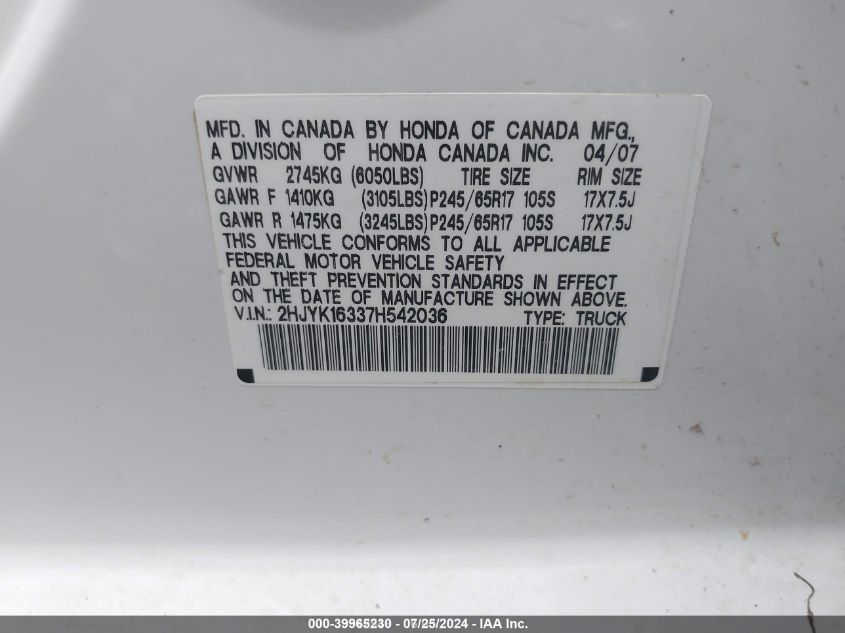 MFD. IN CANADA BY HONDA OF CANADA MFG.,
A DIVISION OF HONDA CANADA INC. 04/07
GVWR 2745KG (6050LBS) TIRE SIZE RIM SIZE
GAWR F 1410KG (3105LBS) P245/65R17 105S 17X7.5J
GAWR R 1475KG (3245LBS) P245/65R17 105S 17X7.5J
THIS VEHICLE CONFORMS TO ALL APPLICABLE
FEDERAL MOTOR VEHICLE SAFETY
AND THEFT PREVENTION STANDARDS IN EFFECT
ON THE DATE OF MANUFACTURE SHOWN ABOVE.
V.I.N.: 2HJYK16337H542036 TYPE: TRUCK
000-39965230 - 07/25/2024 - IAA Inc.